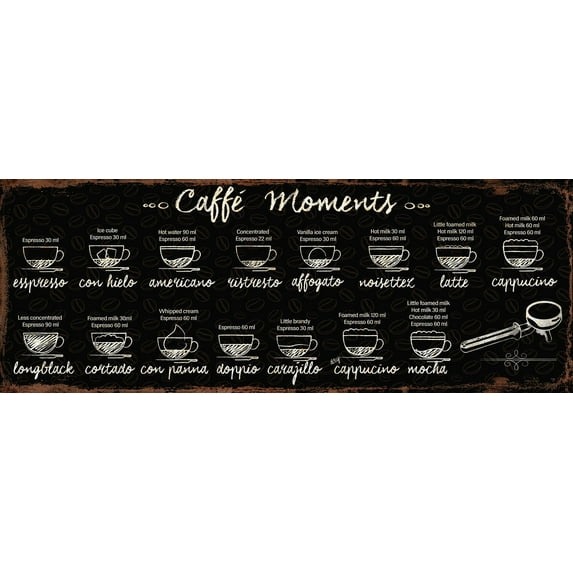 Caffé Moments
Espresso 30 ml
esspresso
Ice cube
Espresso 30 ml
con hielo
Hot water 90 ml
Espresso 60 ml
americano
Concentrated
Espresso 22 ml
ristresto
Vanilla ice cream
Espresso 30 ml
affogato
Hot milk 30 ml
Espresso 60 ml
noisettex
Little foamed milk
Hot milk 120 ml
Espresso 60 ml
latte
Foamed milk 60 ml
Hot milk 60 ml
Espresso 60 ml
cappucino
Less concentrated
Espresso 90 ml
longblack
Foamed milk 30ml
Espresso 60 ml
cortado
Whipped cream
Espresso 60 ml
con panna
Espresso 60 ml
doppio
Little brandy
Espresso 30 ml
carajillo
Foamed milk 120 ml
Espresso 60 ml
dry
cappucino
Little foamed milk
Hot milk 30 ml
Chocolate 60 ml
Espresso 60 ml
mocha